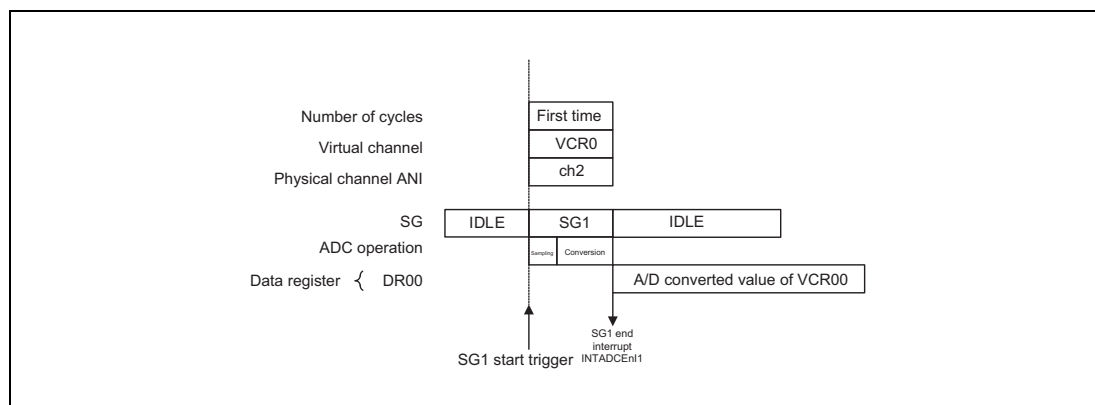 Number of cycles First time
Virtual channel VCR0
Physical channel ANI ch2
SG IDLE SG1 IDLE
ADC operation Sampling Conversion
Data register { DR00 A/D converted value of VCR00
SG1 start trigger
SG1 end
interrupt
INTADCEnI1